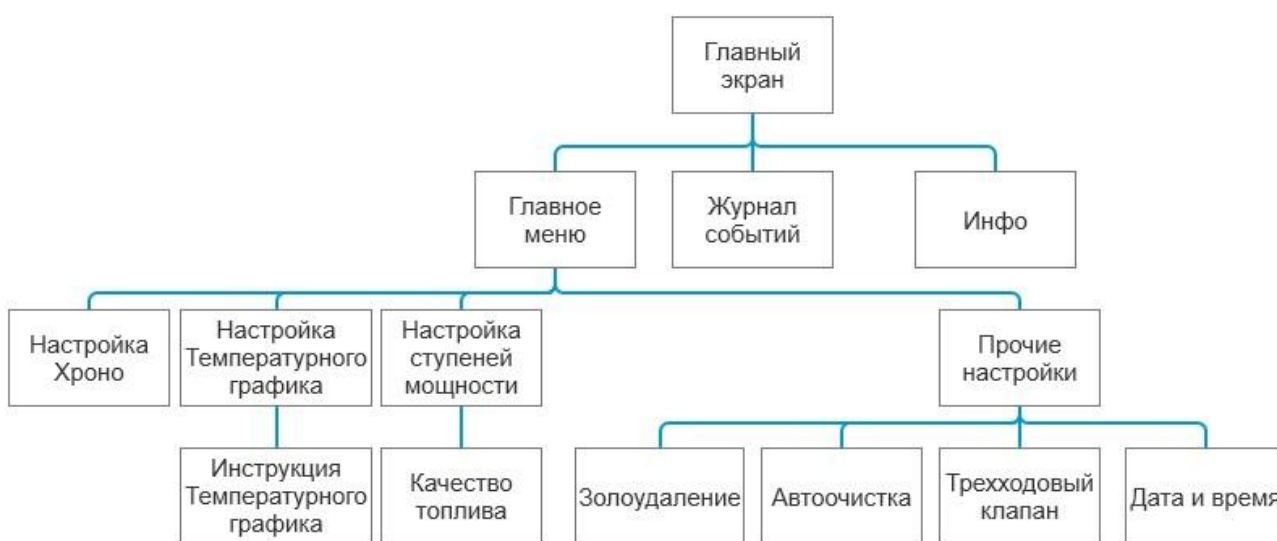 Главный
экран
Главное
меню
Журнал
событий
Инфо
Настройка
Хроно
Настройка
Температурного
графика
Настройка
ступеней
мощности
Прочие
настройки
Инструкция
Температурного
графика
Качество
топлива
Золоудаление
Автоочистка
Трехходовый
клапан
Дата и время